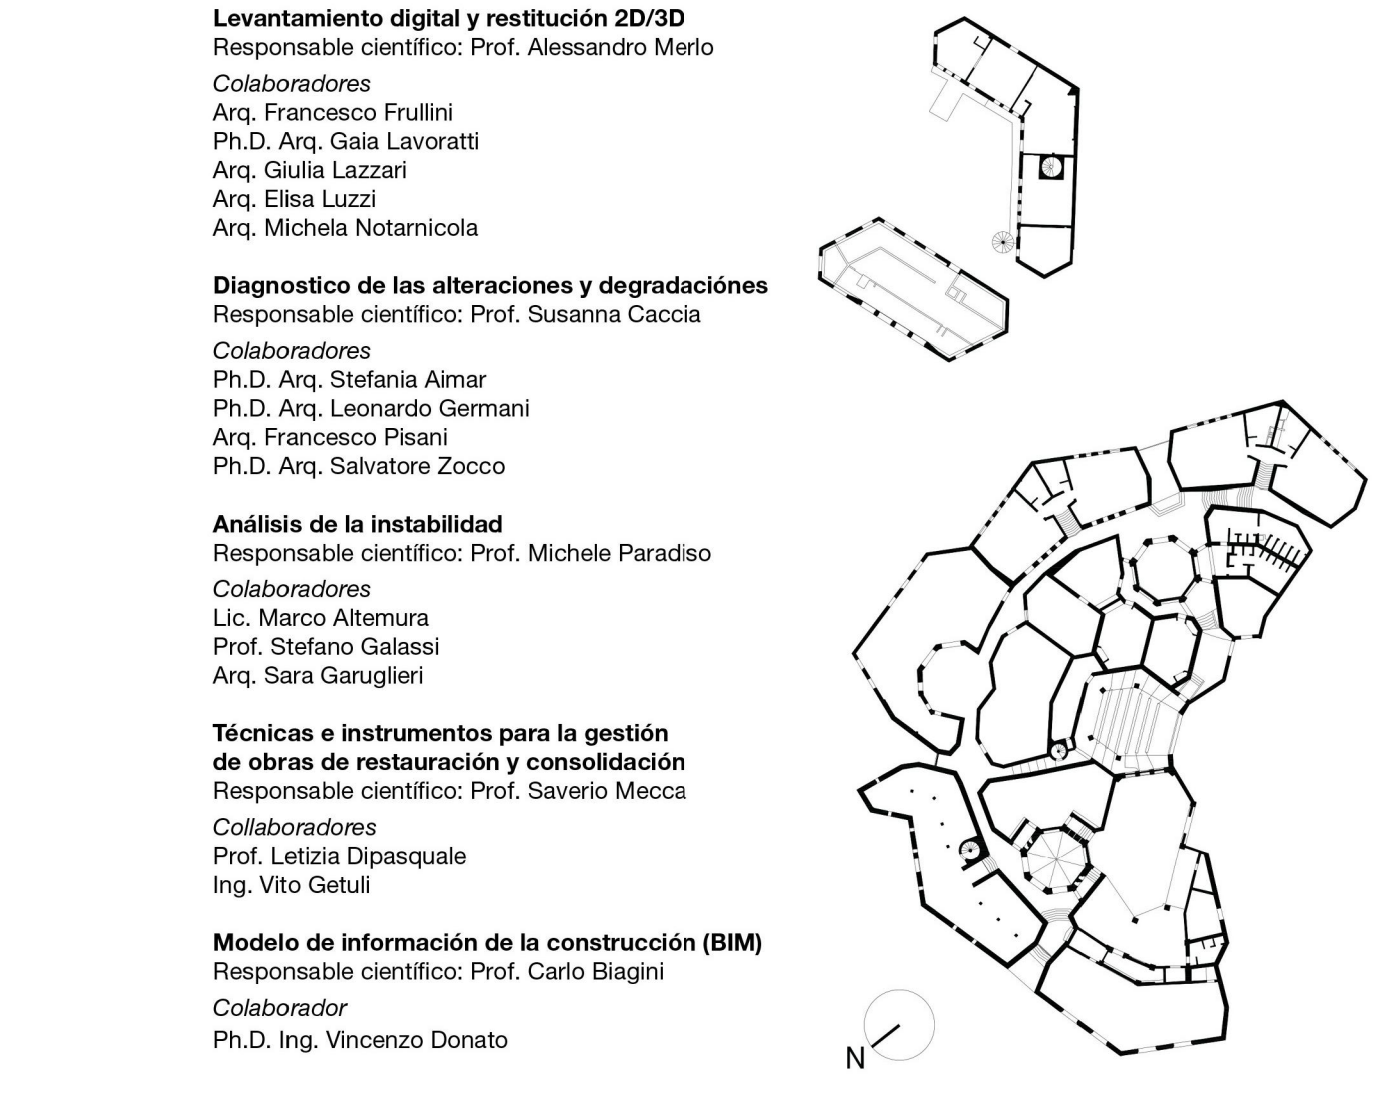 Levantamiento digital y restitución 2D/3D
Responsable científico: Prof. Alessandro Merlo
Colaboradores
Arq. Francesco Frullini
Ph.D. Arq. Gaia Lavoratti
Arq. Giulia Lazzari
Arq. Elisa Luzzi
Arq. Michela Notarnicola
Diagnostico de las alteraciones y degradaciónes
Responsable científico: Prof. Susanna Caccia
Colaboradores
Ph.D. Arq. Stefania Aimar
Ph.D. Arq. Leonardo Germani
Arq. Francesco Pisani
Ph.D. Arq. Salvatore Zocco
Análisis de la instabilidad
Responsable científico: Prof. Michele Paradiso
Colaboradores
Lic. Marco Altemura
Prof. Stefano Galassi
Arq. Sara Garuglieri
Técnicas e instrumentos para la gestión
de obras de restauración y consolidación
Responsable científico: Prof. Saverio Mecca
Collaboradores
Prof. Letizia Dipasquale
Ing. Vito Getuli
Modelo de información de la construcción (BIM)
Responsable científico: Prof. Carlo Biagini
Colaborador
Ph.D. Ing. Vincenzo Donato
N